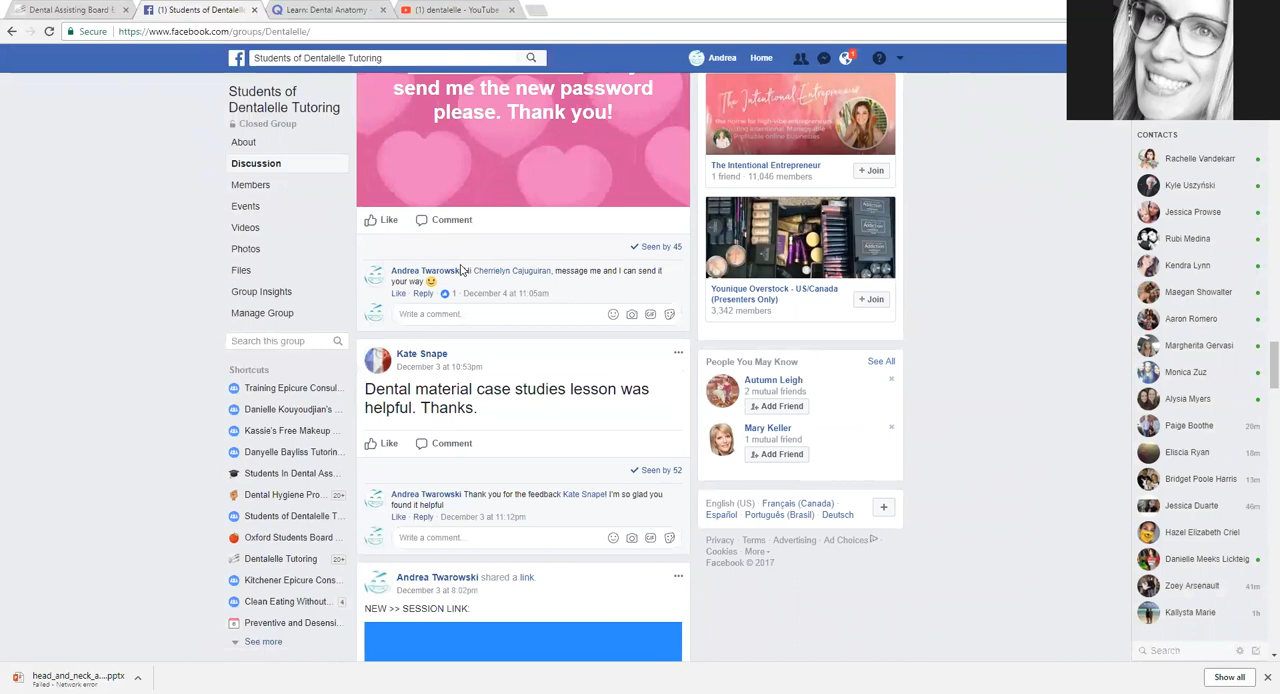 Dental Assisting Board
(1) Students of Dentalelle
Learn: Dental Anatomy -
(1) dentalelle - YouTube
Secure
https://www.facebook.com/groups/Dentalelle/
Students of Dentalelle Tutoring
Andrea
Home
1
Students of
Dentalelle Tutoring
Closed Group
About
Discussion
Members
Events
Videos
Photos
Files
Group Insights
Manage Group
Search this group
Shortcuts
Training Epicure Consul...
Danielle Kouyoudjian's ...
Kassie's Free Makeup ...
Danyelle Bayliss Tutorin...
Students In Dental Ass...
Dental Hygiene Pro... 20+
Students of Dentalelle T...
Oxford Students Board ...
Dentalelle Tutoring 20+
Kitchener Epicure Cons...
Clean Eating Without... 4
Preventive and Desensi...
See more
send me the new password
please. Thank you!
Like Comment
Seen by 45
Andrea Twarowski Cherrielyn Cajuguiran, message me and I can send it
your way
Like · Reply · 1 · December 4 at 11:05am
Write a comment...
Kate Snape
December 3 at 10:53pm
Dental material case studies lesson was
helpful. Thanks.
Like Comment
Seen by 52
Andrea Twarowski Thank you for the feedback Kate Snape! I'm so glad you
found it helpful
Like · Reply · December 3 at 11:12pm
Write a comment...
Andrea Twarowski shared a link.
December 3 at 8:02pm
NEW >> SESSION LINK:
The Intentional Entrepreneur
The Intentional Entrepreneur
1 friend · 11,046 members
+ Join
Younique Overstock - US/Canada
(Presenters Only)
3,342 members
+ Join
People You May Know
See All
Autumn Leigh
2 mutual friends
Add Friend
Mary Keller
1 mutual friend
Add Friend
English (US) · Français (Canada) ·
Español · Português (Brasil) · Deutsch
Privacy · Terms · Advertising · Ad Choices
Cookies · More
Facebook © 2017
CONTACTS
Rachelle Vandekarr
Kyle Uszyński
Jessica Prowse
Rubi Medina
Kendra Lynn
Maegan Showalter
Aaron Romero
Margherita Gervasi
Monica Zuz
Alysia Myers
Paige Boothe 28m
Eliscia Ryan 18m
Bridget Poole Harris 13m
Jessica Duarte 46m
Hazel Elizabeth Criel
Danielle Meeks Lickteig
Zoey Arsenault 41m
Kallysta Marie 1h
Search
head_and_neck_a....pptx
Failed - Network error
Show all